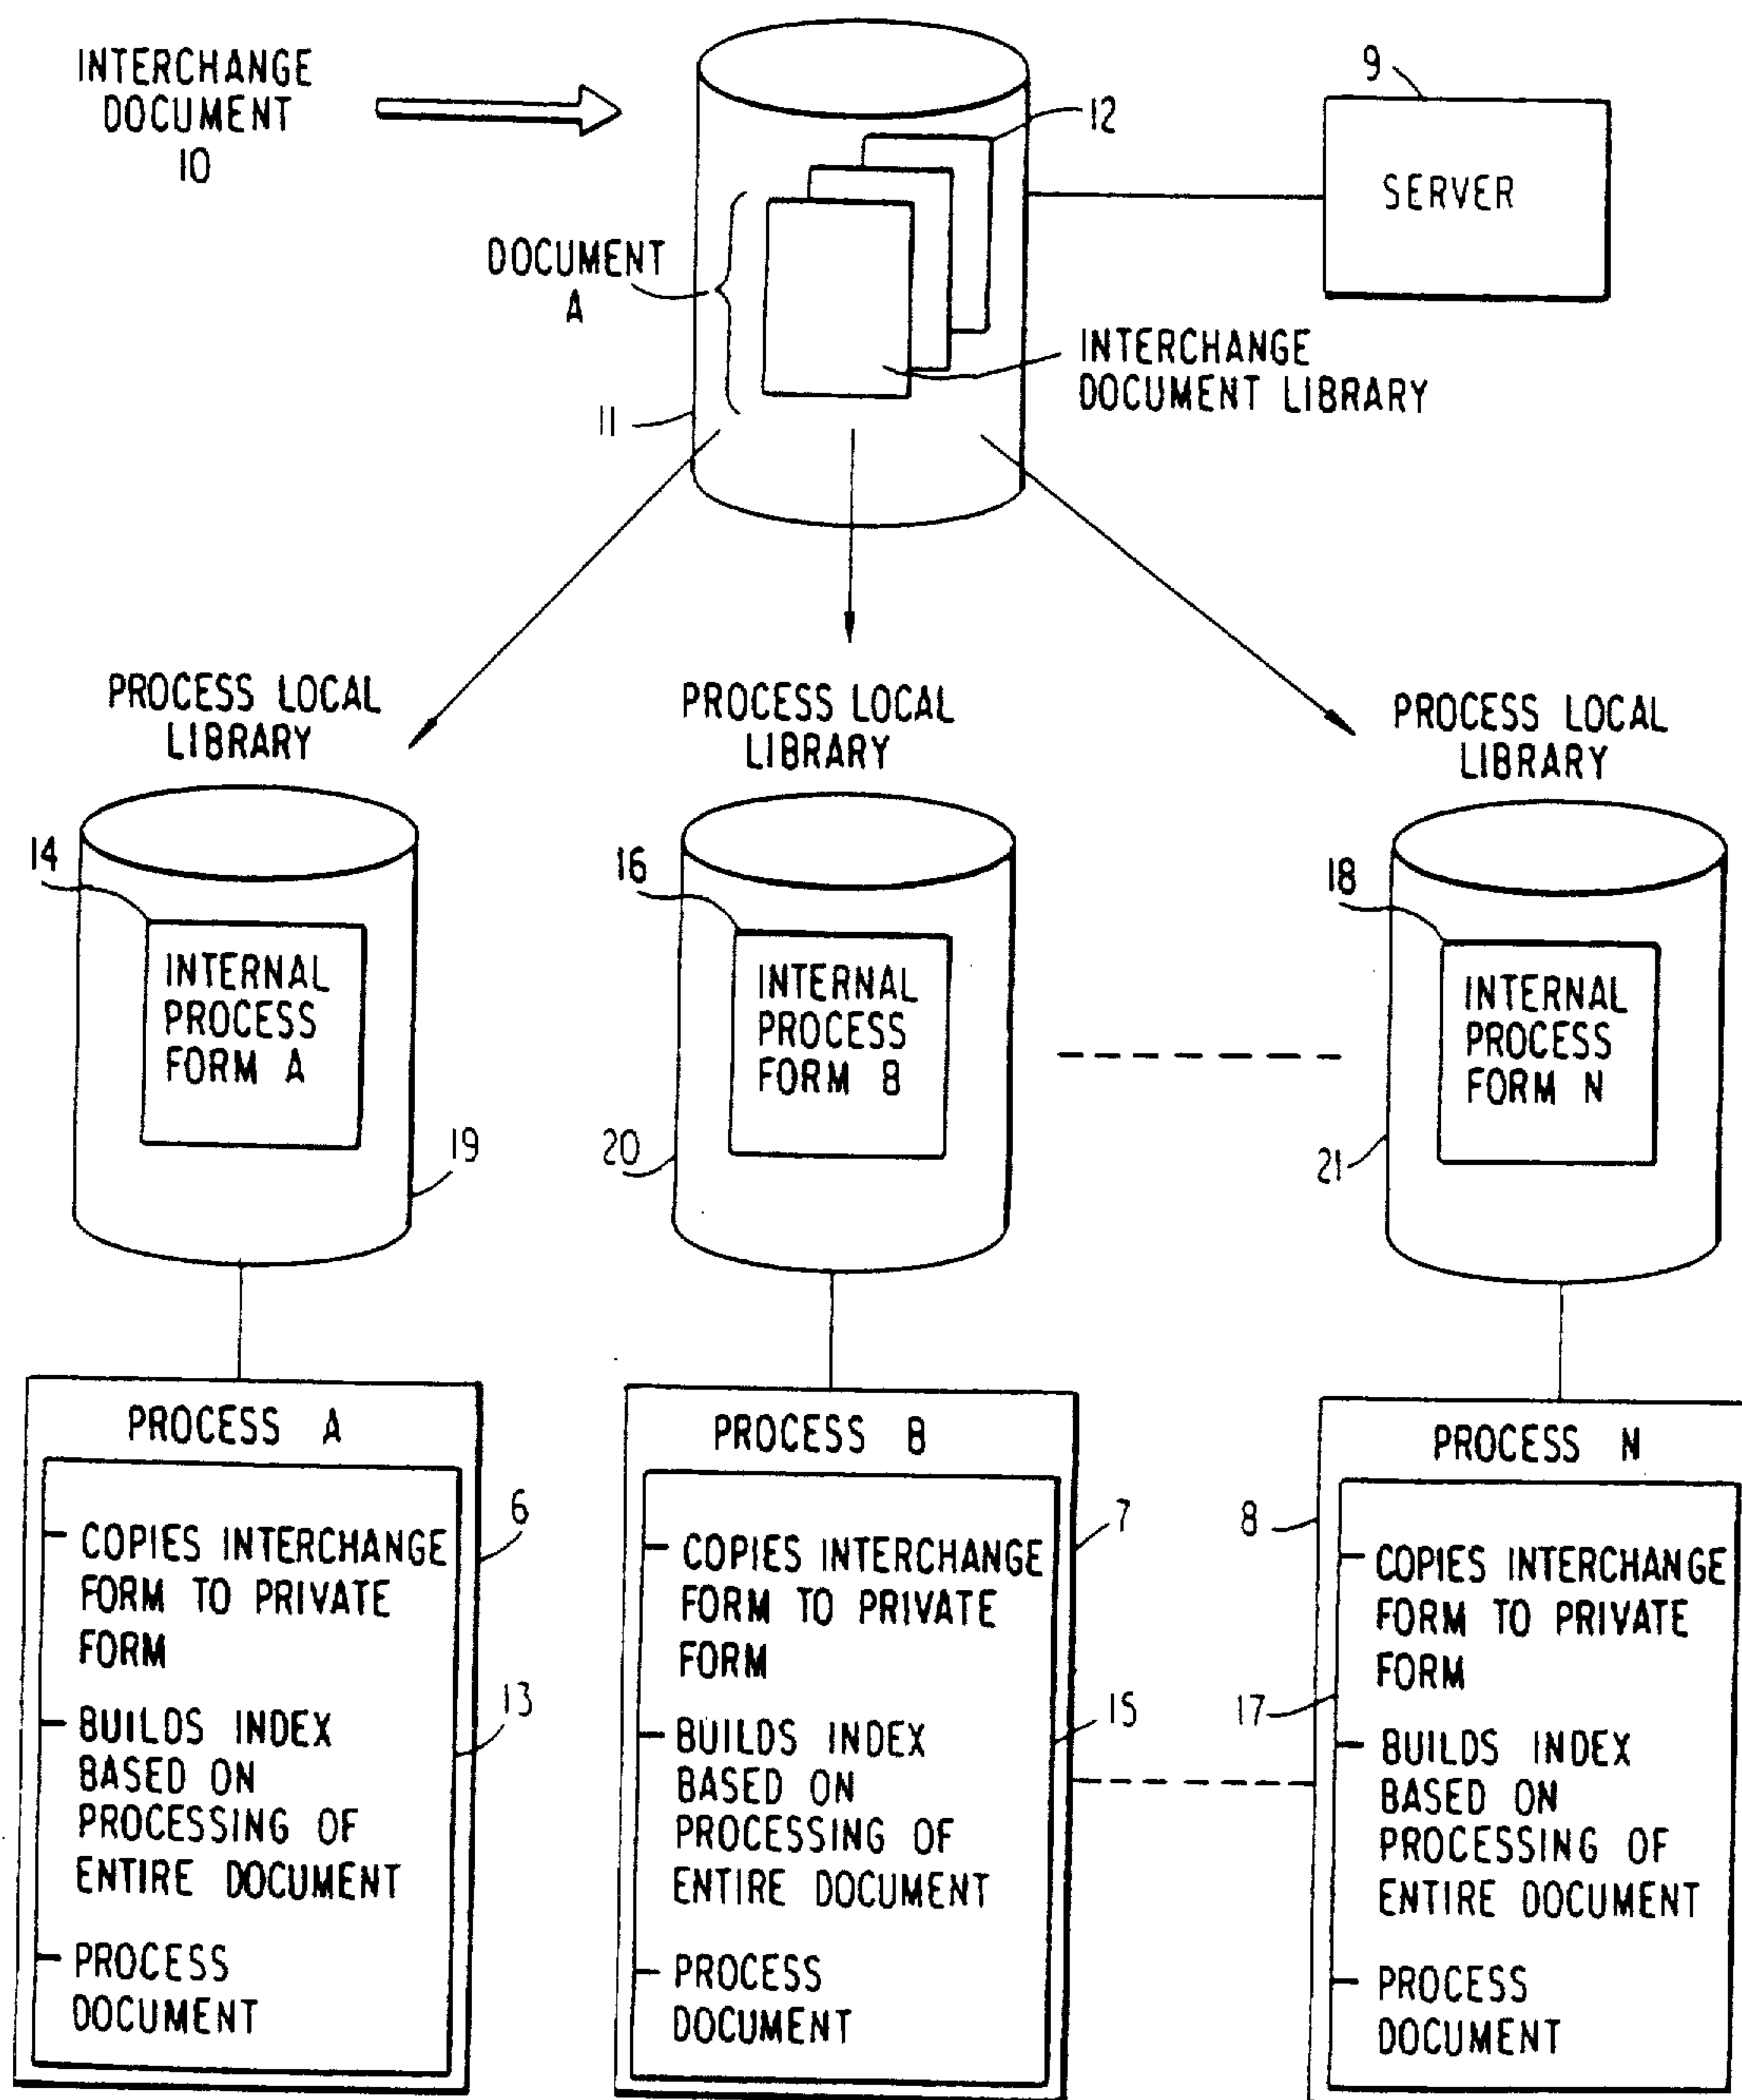 INTERCHANGE
DOCUMENT
10
9
12
SERVER
DOCUMENT
A
INTERCHANGE
DOCUMENT LIBRARY
11
PROCESS LOCAL
LIBRARY
PROCESS LOCAL
LIBRARY
PROCESS LOCAL
LIBRARY
14
INTERNAL
PROCESS
FORM A
19
16
INTERNAL
PROCESS
FORM B
20
18
INTERNAL
PROCESS
FORM N
21
PROCESS A
6
COPIES INTERCHANGE
FORM TO PRIVATE
FORM
13
BUILDS INDEX
BASED ON
PROCESSING OF
ENTIRE DOCUMENT
PROCESS
DOCUMENT
PROCESS B
7
COPIES INTERCHANGE
FORM TO PRIVATE
FORM
15
BUILDS INDEX
BASED ON
PROCESSING OF
ENTIRE DOCUMENT
PROCESS
DOCUMENT
PROCESS N
8
COPIES INTERCHANGE
FORM TO PRIVATE
FORM
17
BUILDS INDEX
BASED ON
PROCESSING OF
ENTIRE DOCUMENT
PROCESS
DOCUMENT